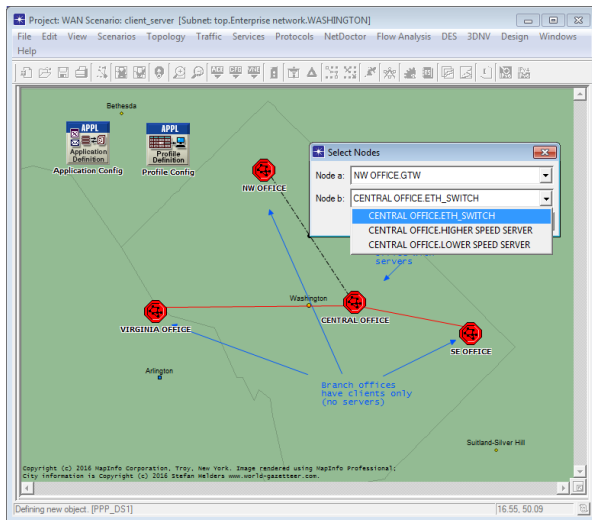 Project: WAN Scenario: client_server [Subnet: top.Enterprise network.WASHINGTON]
File Edit View Scenarios Topology Traffic Services Protocols NetDoctor Flow Analysis DES 3DNV Design Windows
Help
Bethesda
APPL
Application
Definition
Application Config
APPL
Profile
Definition
Profile Config
NW OFFICE
Select Nodes
Node a: NW OFFICE.GTW
Node b: CENTRAL OFFICE.ETH_SWITCH
CENTRAL OFFICE.ETH_SWITCH
CENTRAL OFFICE.HIGHER SPEED SERVER
CENTRAL OFFICE.LOWER SPEED SERVER
servers
Washington
CENTRAL OFFICE
VIRGINIA OFFICE
SE OFFICE
Arlington
Branch offices
have clients only
(no servers)
Suitland-Silver Hill
Copyright (c) 2016 MapInfo Corporation, Troy, New York. Image rendered using MapInfo Professional;
City information is Copyright (c) 2016 Stefan Helders www.world-gazetteer.com.
Defining new object. [PPP_DS1]
16.55, 50.09